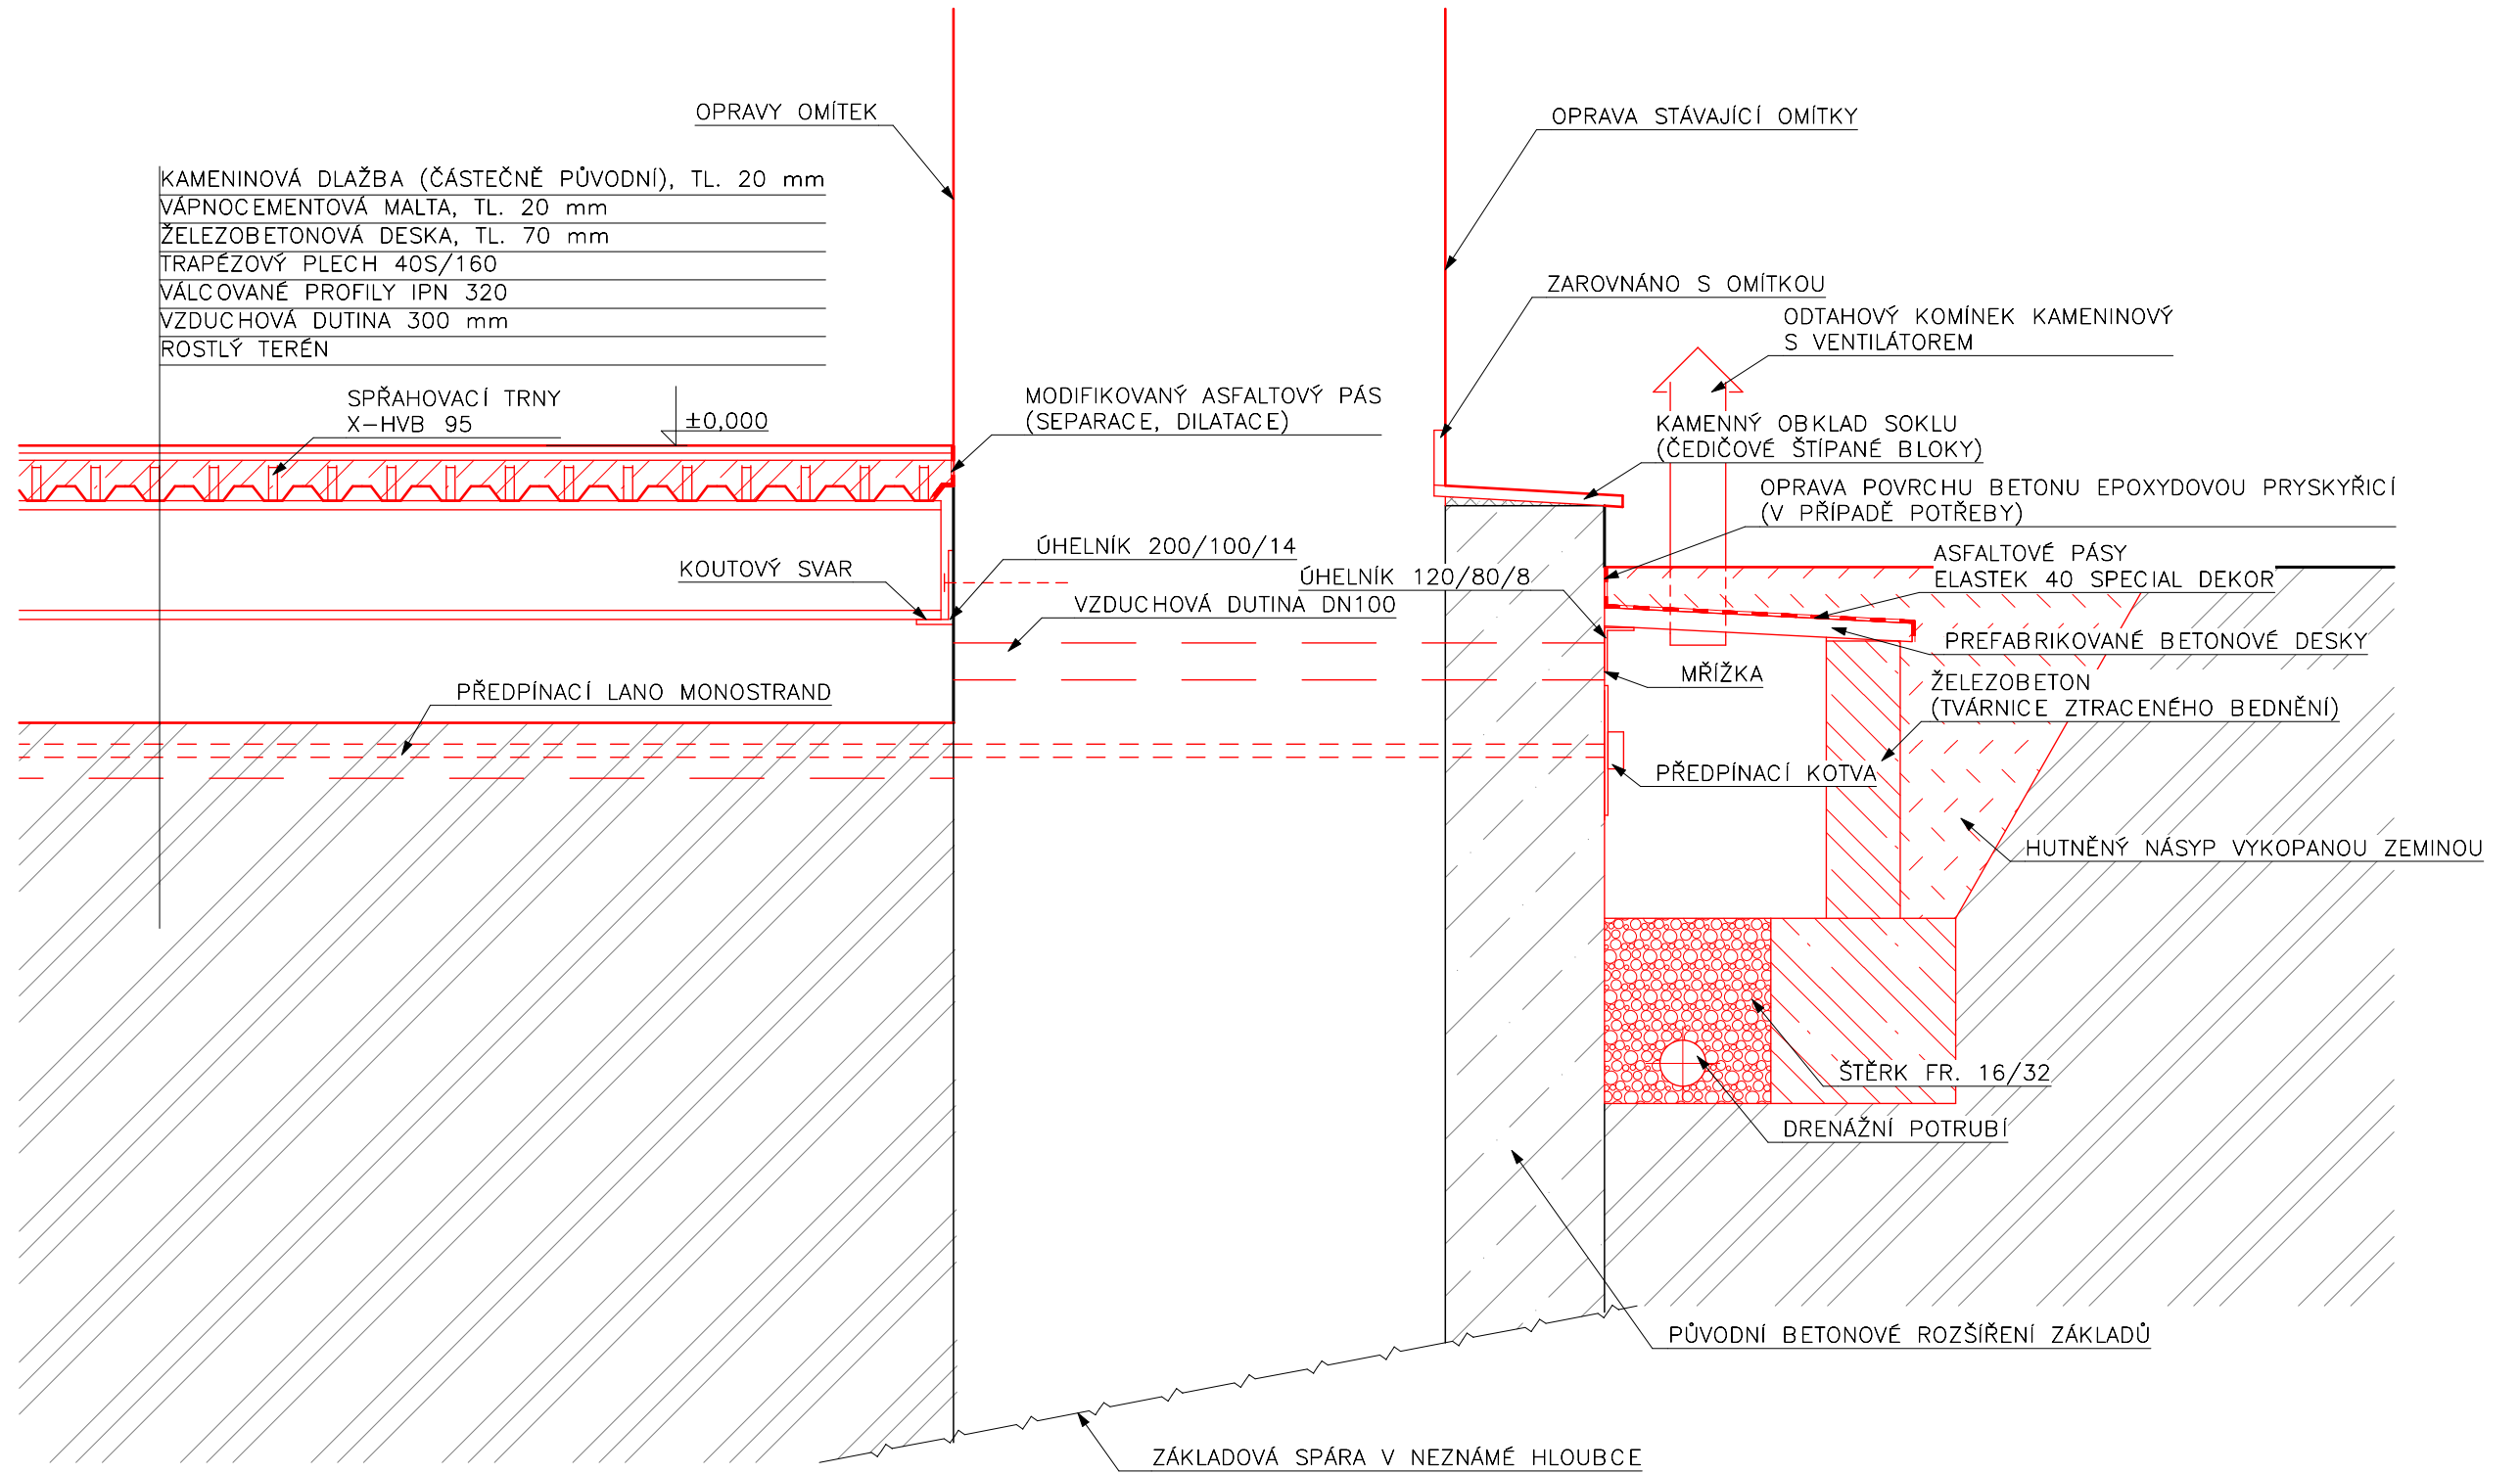 OPRAVY OMÍTEK
OPRAVA STÁVAJÍCÍ OMÍTKY
KAMENINOVÁ DLAŽBA (ČÁSTEČNĚ PŮVODNÍ), TL. 20 mm
VÁPNOCEMENTOVÁ MALTA, TL. 20 mm
ŽELEZOBETONOVÁ DESKA, TL. 70 mm
TRAPÉZOVÝ PLECH 40S/160
VÁLCOVANÉ PROFILY IPN 320
VZDUCHOVÁ DUTINA 300 mm
ROSTLÝ TERÉN
ZAROVNÁNO S OMÍTKOU
ODTAHOVÝ KOMÍNEK KAMENINOVÝ
S VENTILÁTOREM
SPŘAHOVACÍ TRNY
X-HVB 95
±0,000
MODIFIKOVANÝ ASFALTOVÝ PÁS
(SEPARACE, DILATACE)
KAMENNÝ OBKLAD SOKLU
(ČEDIČOVÉ ŠTÍPANÉ BLOKY)
OPRAVA POVRCHU BETONU EPOXYDOVOU PRYSKYŘICÍ
(V PŘÍPADĚ POTŘEBY)
ÚHELNÍK 200/100/14
KOUTOVÝ SVAR
ÚHELNÍK 120/80/8
ASFALTOVÉ PÁSY
ELASTEK 40 SPECIAL DEKOR
VZDUCHOVÁ DUTINA DN100
PREFABRIKOVANÉ BETONOVÉ DESKY
MŘÍŽKA
PŘEDPÍNACÍ LANO MONOSTRAND
ŽELEZOBETON
(TVÁRNICE ZTRACENÉHO BEDNĚNÍ)
PŘEDPÍNACÍ KOTVA
HUTNĚNÝ NÁSYP VYKOPANOU ZEMINOU
ŠTĚRK FR. 16/32
DRENÁŽNÍ POTRUBÍ
PŮVODNÍ BETONOVÉ ROZŠÍŘENÍ ZÁKLADŮ
ZÁKLADOVÁ SPÁRA V NEZNÁMÉ HLOUBCE